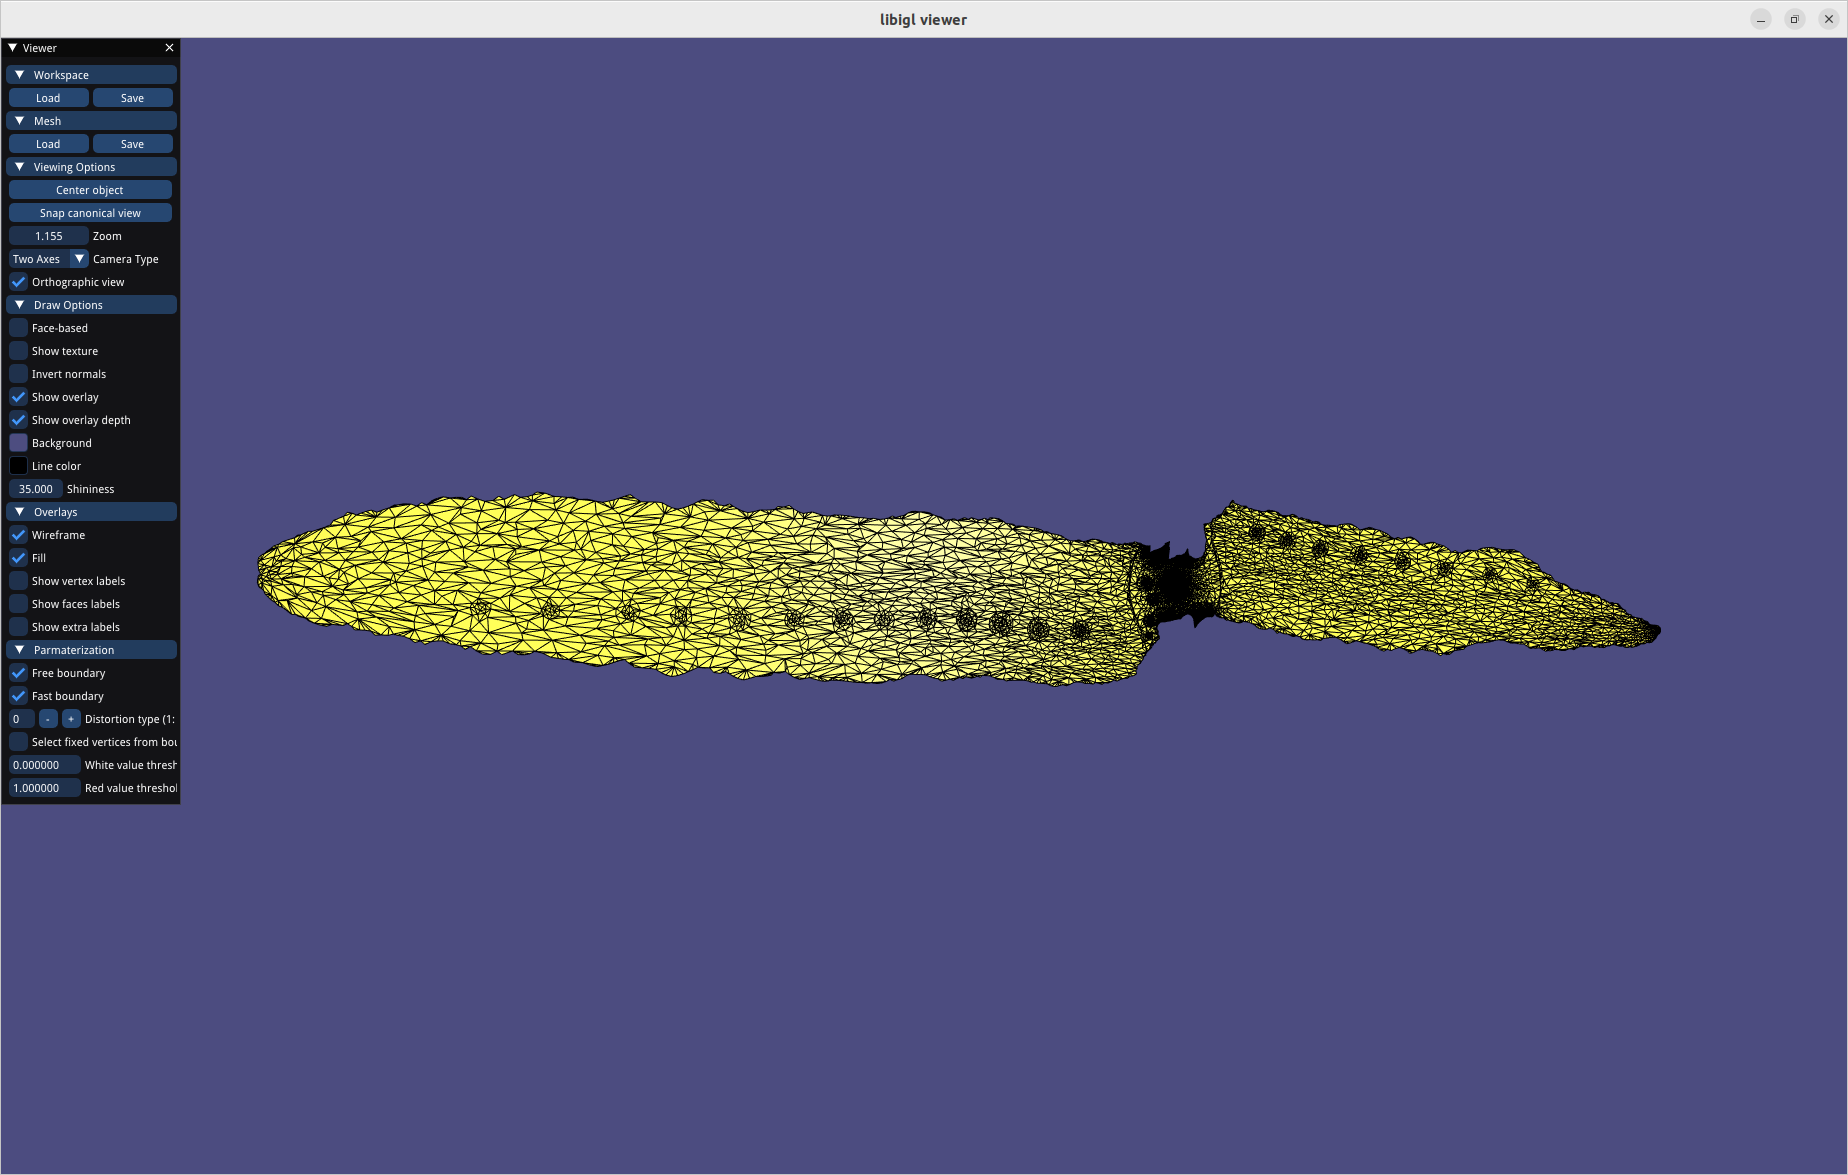 libigl viewer
Viewer
Workspace
Load Save
Mesh
Load Save
Viewing Options
Center object
Snap canonical view
1.155 Zoom
Two Axes Camera Type
Orthographic view
Draw Options
Face-based
Show texture
Invert normals
Show overlay
Show overlay depth
Background
Line color
35.000 Shininess
Overlays
Wireframe
Fill
Show vertex labels
Show faces labels
Show extra labels
Parmaterization
Free boundary
Fast boundary
0 - + Distortion type (1:
Select fixed vertices from bou
0.000000 White value thresh
1.000000 Red value threshol